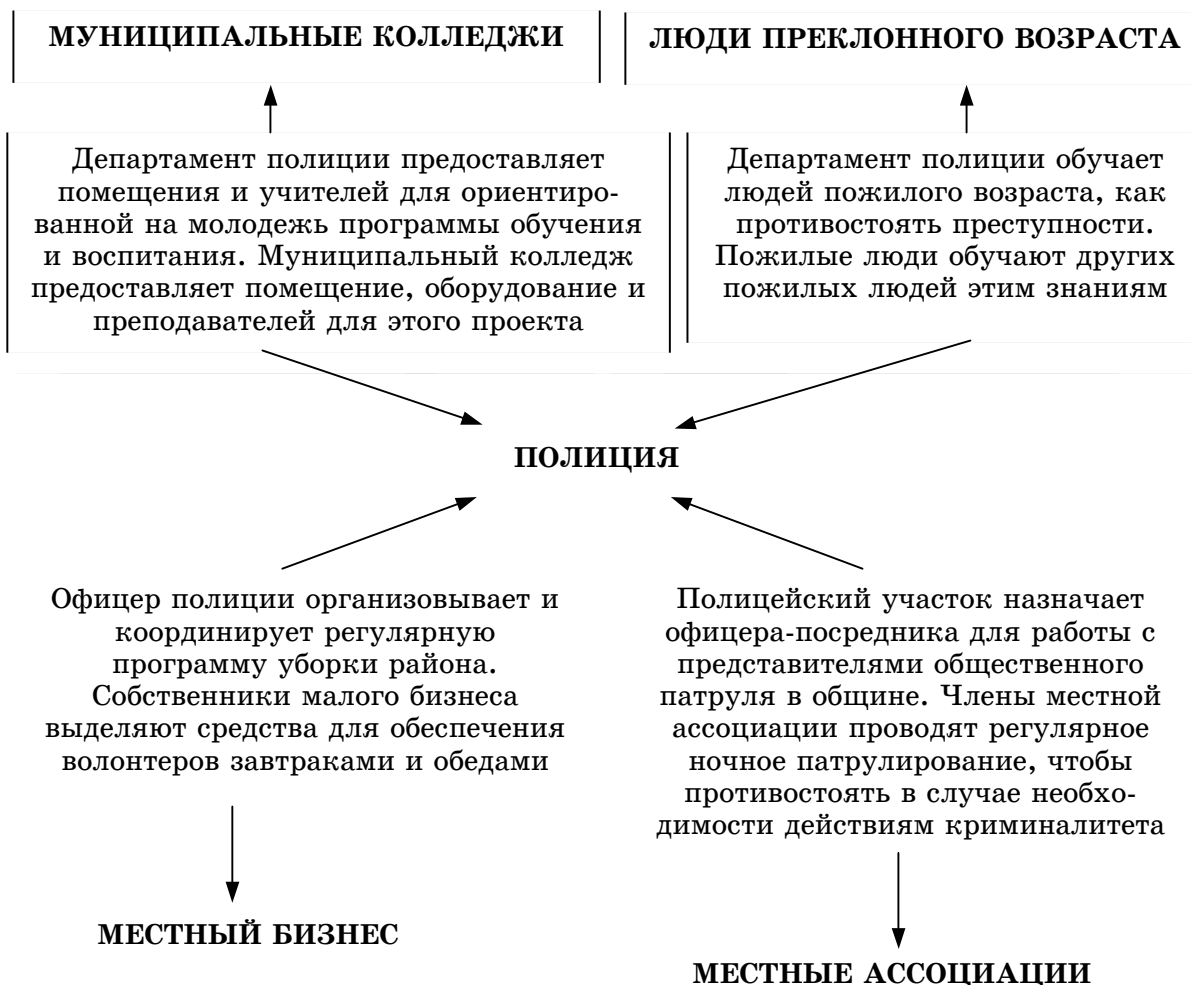 МУНИЦИПАЛЬНЫЕ КОЛЛЕДЖИ
ЛЮДИ ПРЕКЛОННОГО ВОЗРАСТА
Департамент полиции предоставляет
помещения и учителей для ориентиро-
ванной на молодежь программы обучения
и воспитания. Муниципальный колледж
предоставляет помещение, оборудование и
преподавателей для этого проекта
Департамент полиции обучает
людей пожилого возраста, как
противостоять преступности.
Пожилые люди обучают других
пожилых людей этим знаниям
ПОЛИЦИЯ
Офицер полиции организовывает и
координирует регулярную
программу уборки района.
Собственники малого бизнеса
выделяют средства для обеспечения
волонтеров завтраками и обедами
Полицейский участок назначает
офицера-посредника для работы с
представителями общественного
патруля в общине. Члены местной
ассоциации проводят регулярное
ночное патрулирование, чтобы
противостоять в случае необхо-
димости действиям криминалитета
МЕСТНЫЙ БИЗНЕС
МЕСТНЫЕ АССОЦИАЦИИ